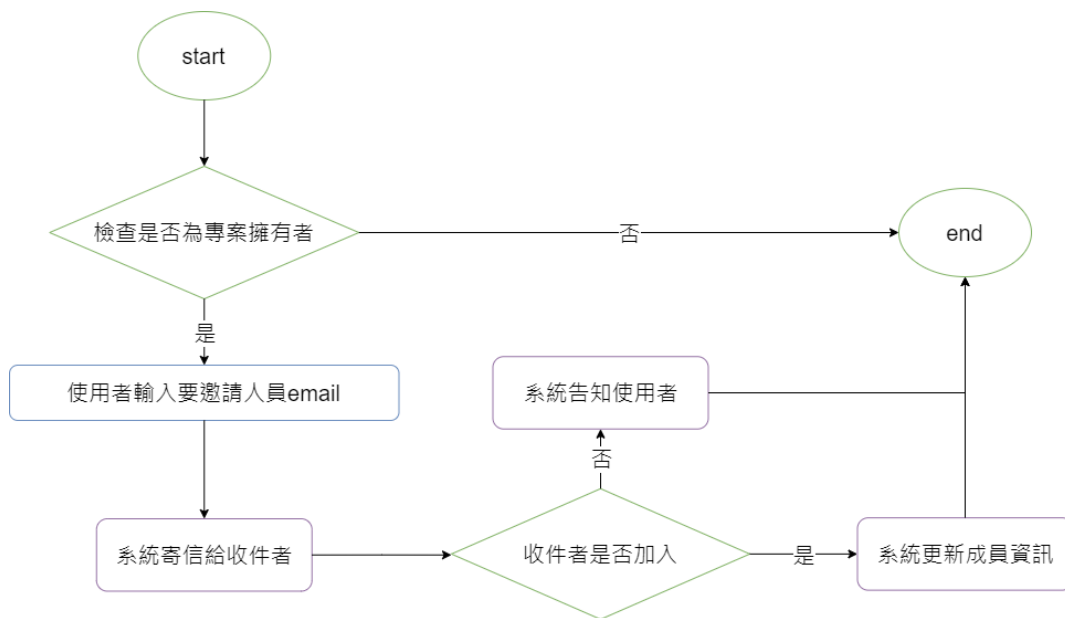 start
檢查是否為專案擁有者
否
end
是
使用者輸入要邀請人員email
系統告知使用者
否
系統寄信給收件者
收件者是否加入
是
系統更新成員資訊